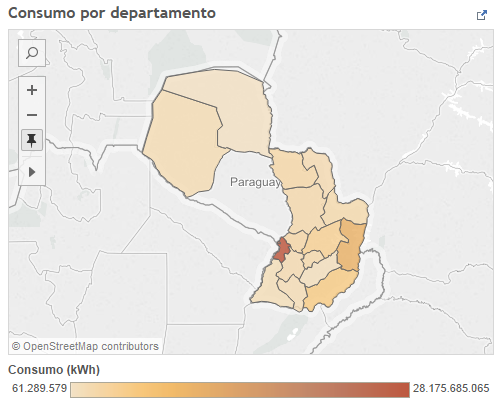 Consumo por departamento
Paraguay
© OpenStreetMap contributors
Consumo (kWh)
61.289.579
28.175.685.065